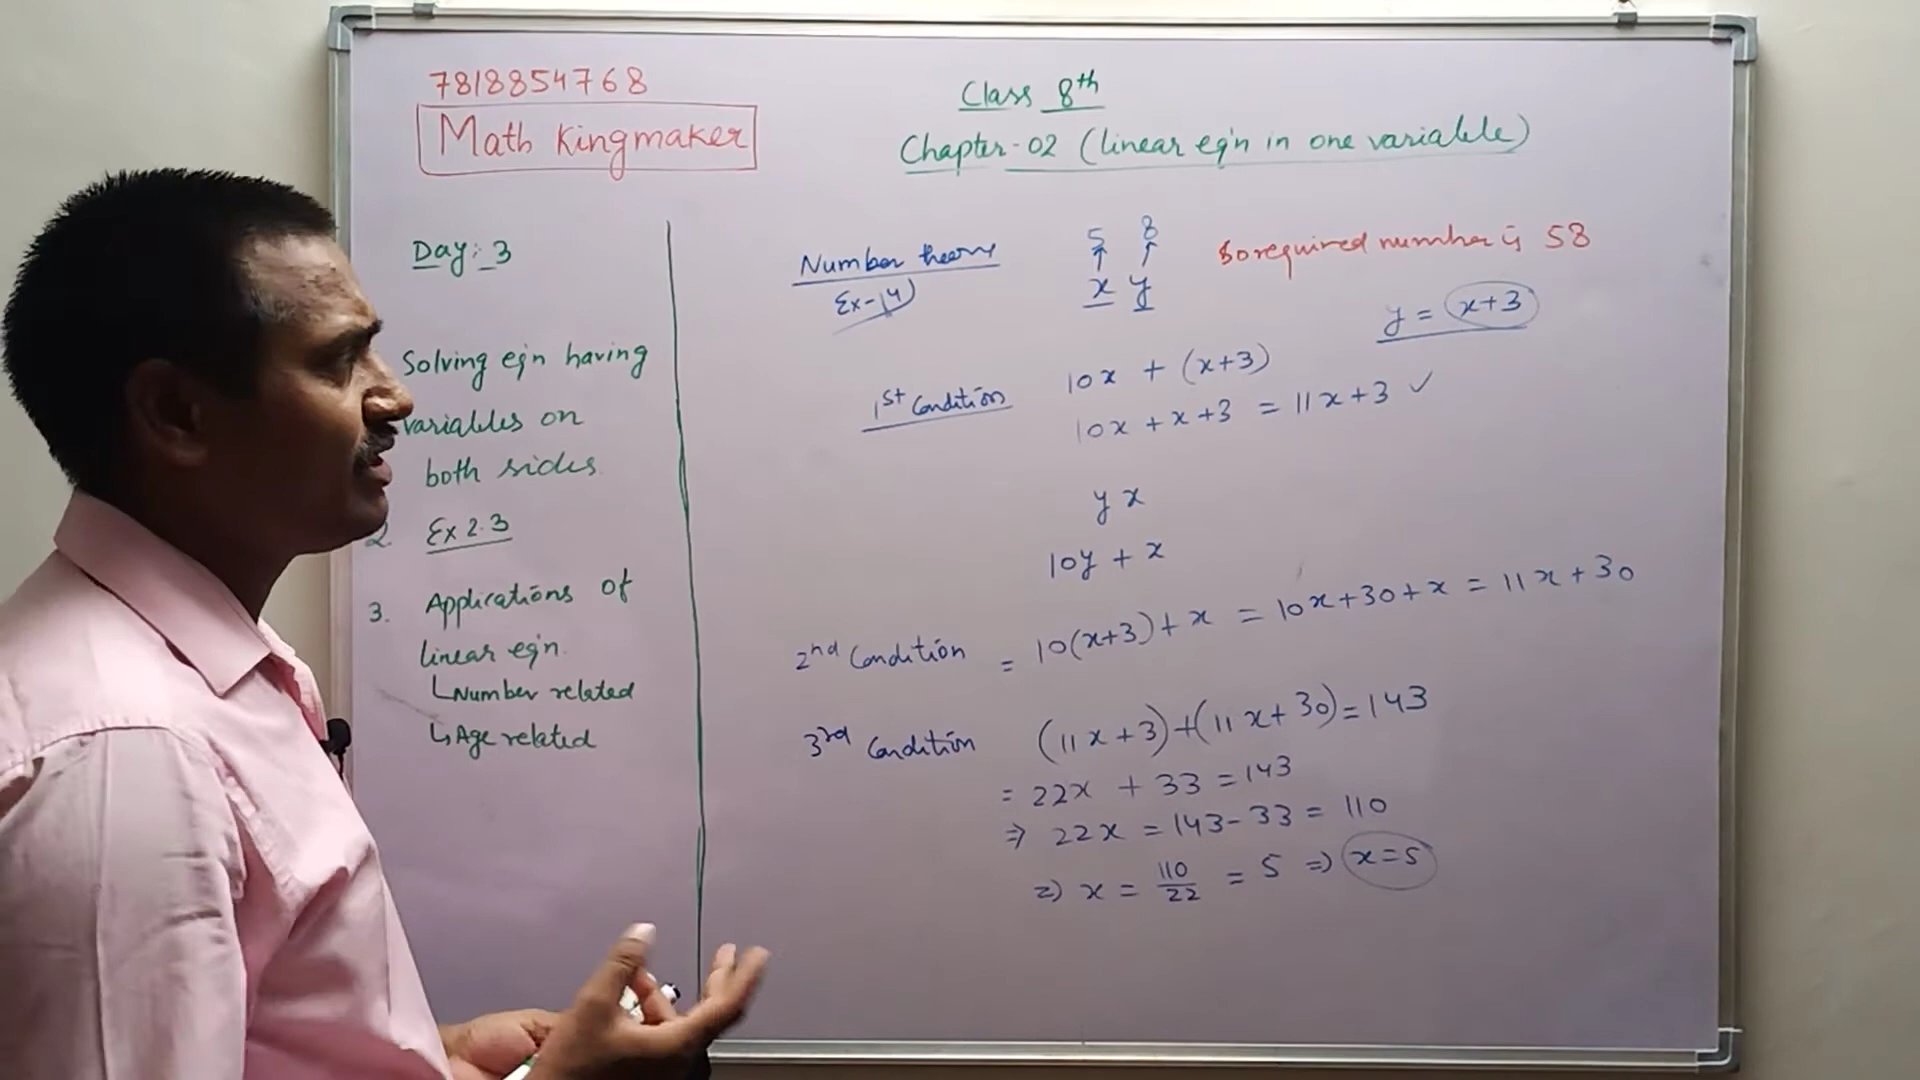 7818854768
Math Kingmaker
Class 8th
Chapter-02 (linear eq'n in one variable)
Day: 3
Solving eq'n having
variables on
both sides
2. Ex 2.3
3. Applications of
linear eq'n.
Number related
Age related
Number theory
Ex-14
5 8
x y
So required number is 58
y = x+3
1st Condition
10x + (x+3)
10x + x + 3 = 11x + 3 ✓
y x
10y + x
2nd Condition = 10(x+3) + x = 10x+30+x = 11x+30
3rd Condition (11x+3)+(11x+30)=143
= 22x + 33 = 143
⇒ 22x = 143-33 = 110
⇒ x = 110/22 = 5 ⇒ x=5